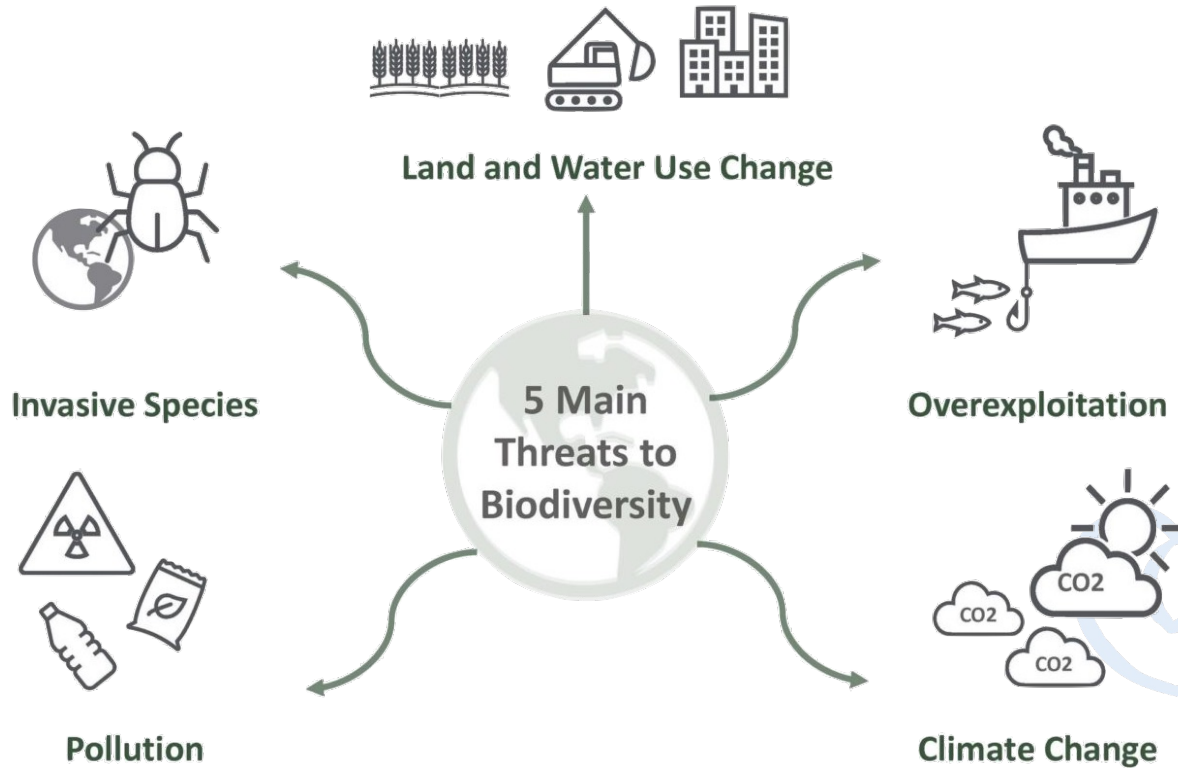 Land and Water Use Change
Invasive Species
Overexploitation
5 Main
Threats to
Biodiversity
CO2
CO2
CO2
Pollution
Climate Change